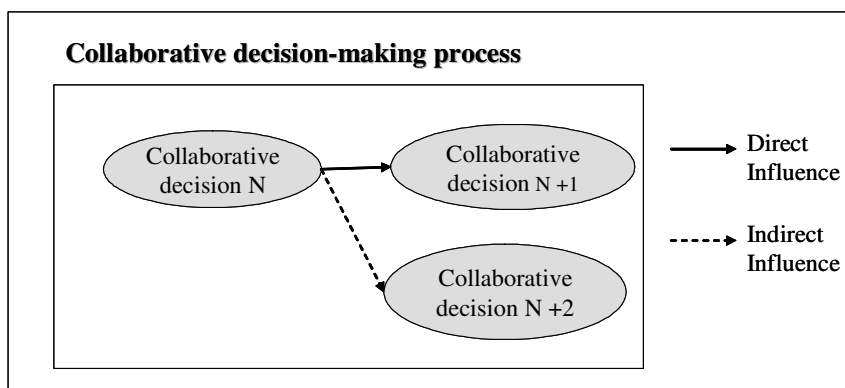 Collaborative decision-making process
Collaborative
decision N
Collaborative
decision N +1
Collaborative
decision N +2
Direct
Influence
Indirect
Influence